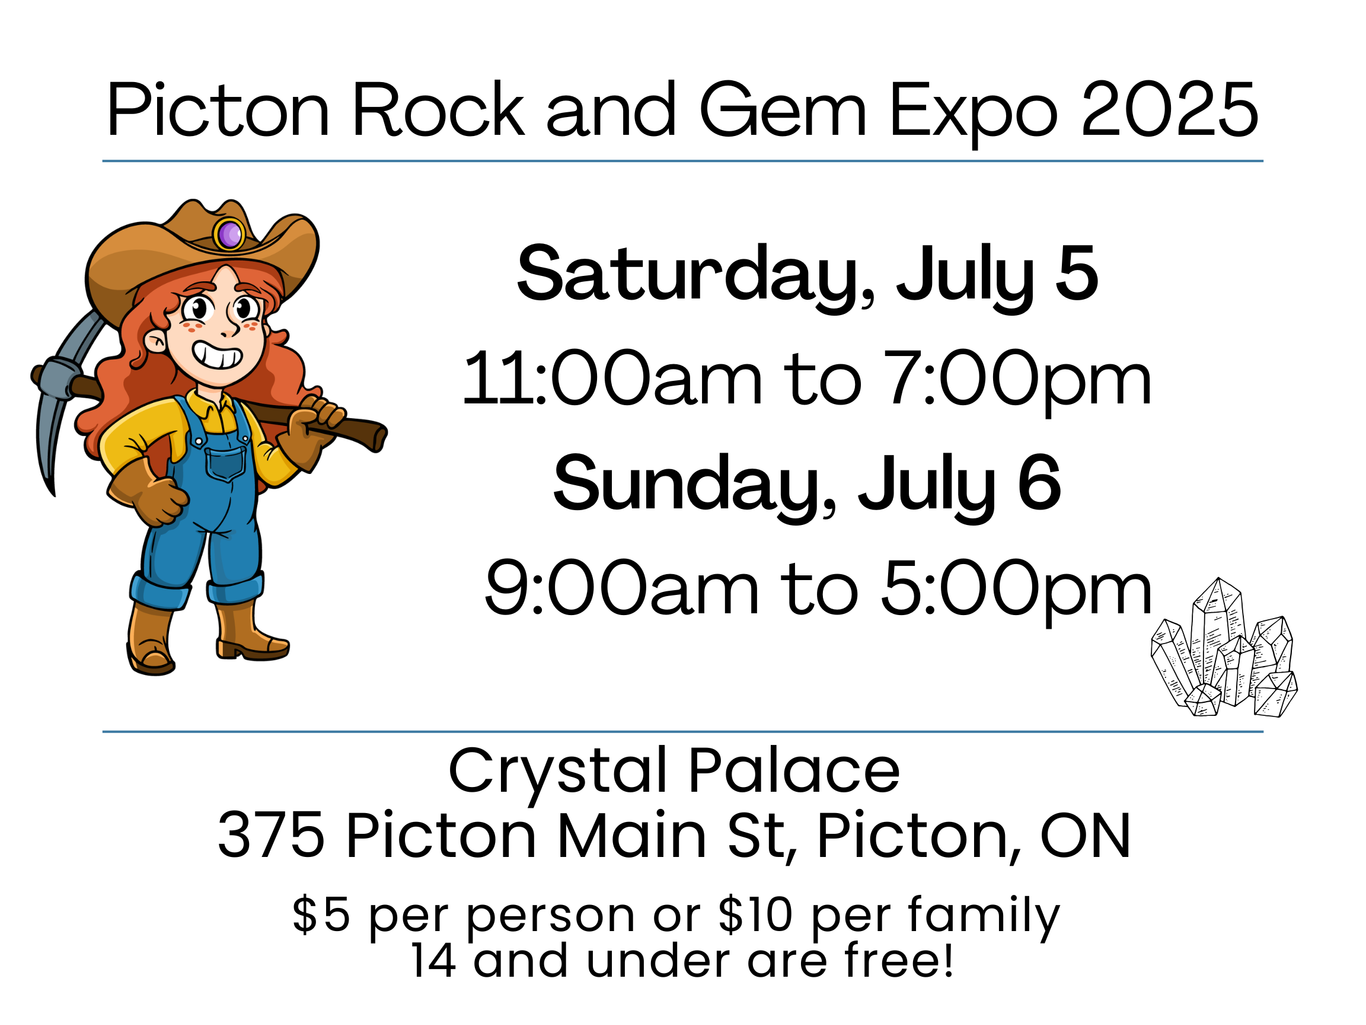 Picton Rock and Gem Expo 2025
Saturday, July 5
11:00am to 7:00pm
Sunday, July 6
9:00am to 5:00pm
Crystal Palace
375 Picton Main St, Picton, ON
$5 per person or $10 per family
14 and under are free!